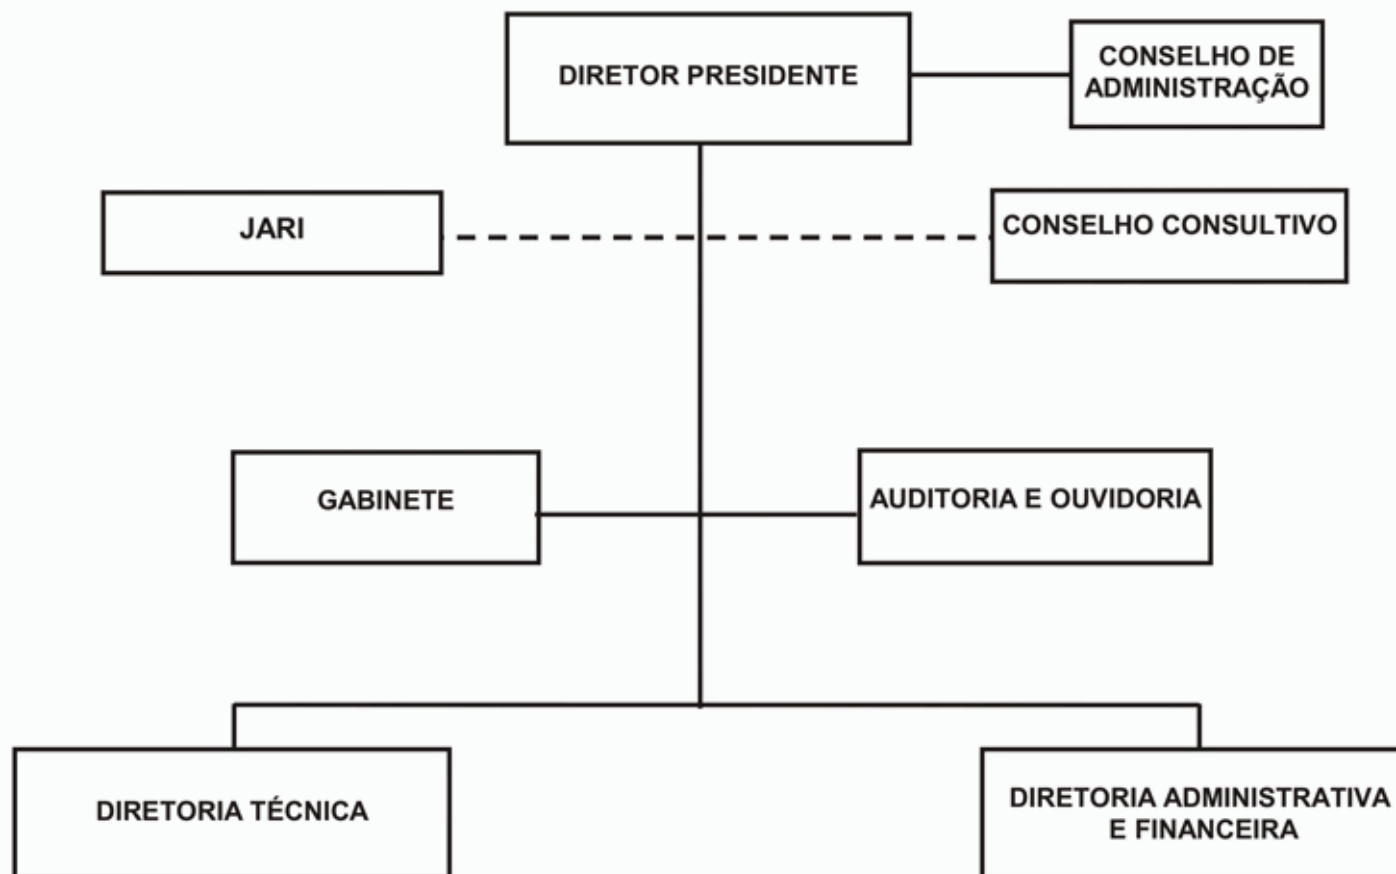 DIRETOR PRESIDENTE
CONSELHO DE
ADMINISTRAÇÃO
JARI
CONSELHO CONSULTIVO
GABINETE
AUDITORIA E OUVIDORIA
DIRETORIA TÉCNICA
DIRETORIA ADMINISTRATIVA
E FINANCEIRA